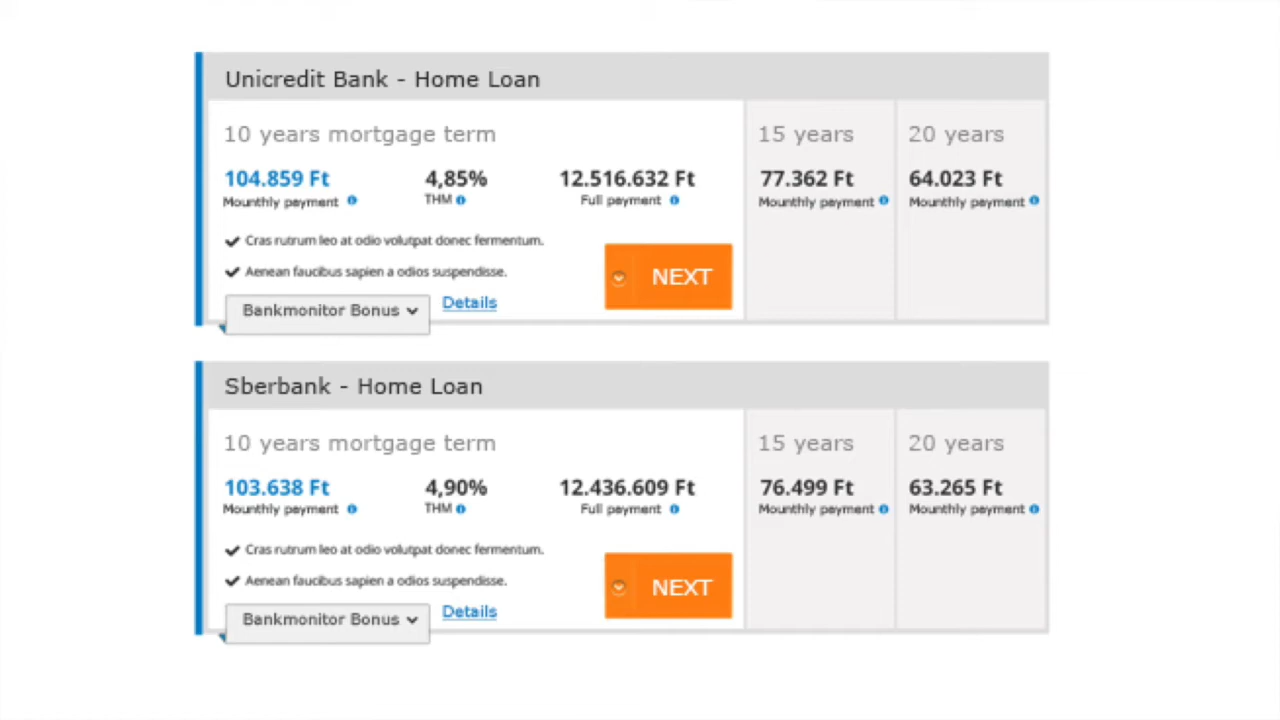 Unicredit Bank - Home Loan
10 years mortgage term
15 years
20 years
104.859 Ft
4,85%
12.516.632 Ft
77.362 Ft
64.023 Ft
Mounthly payment
THM
Full payment
Mounthly payment
Mounthly payment
Cras rutrum leo at odio volutpat donec fermentum.
Aenean faucibus sapien a odios suspendisse.
NEXT
Bankmonitor Bonus
Details
Sberbank - Home Loan
10 years mortgage term
15 years
20 years
103.638 Ft
4,90%
12.436.609 Ft
76.499 Ft
63.265 Ft
Mounthly payment
THM
Full payment
Mounthly payment
Mounthly payment
Cras rutrum leo at odio volutpat donec fermentum.
Aenean faucibus sapien a odios suspendisse.
NEXT
Bankmonitor Bonus
Details